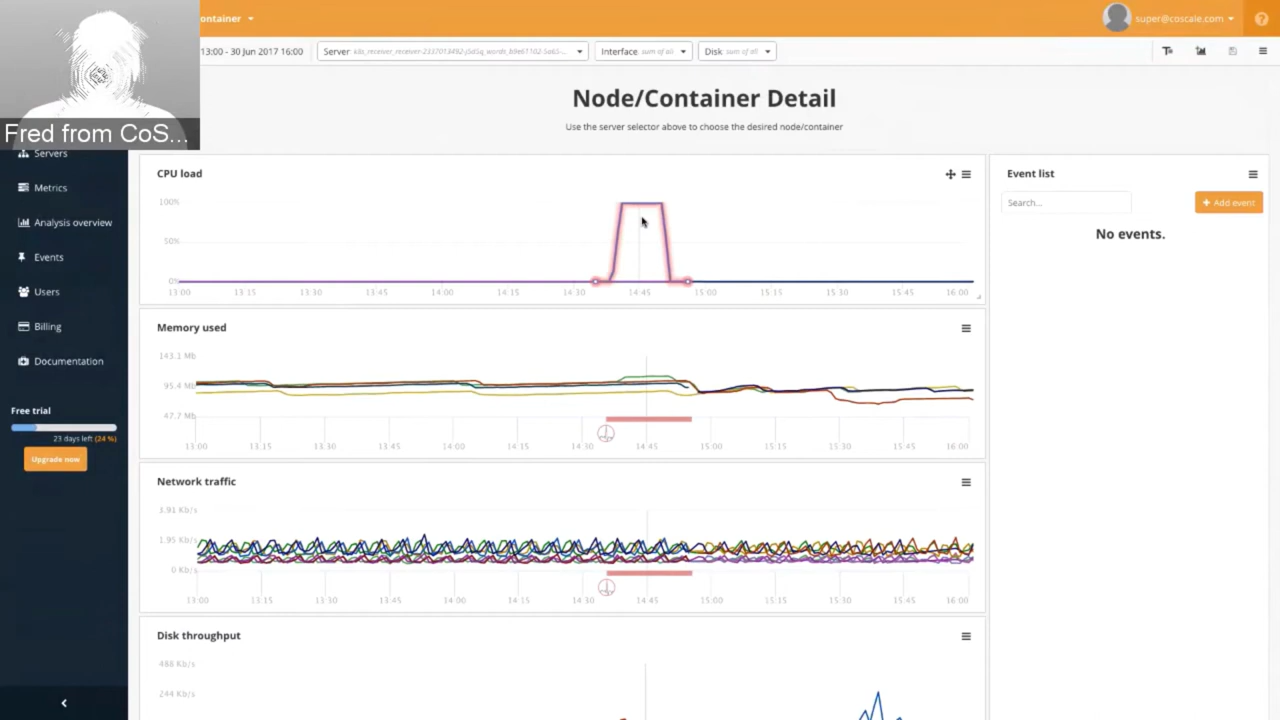 ontainer
super@coscale.com
13:00 - 30 Jun 2017 16:00
Server:
Interface: sum of all
Disk: sum of all
Fred from CoS...
Node/Container Detail
Use the server selector above to choose the desired node/container
Servers
Metrics
Analysis overview
Events
Users
Billing
Documentation
Free trial
23 days left (24 %)
Upgrade now
CPU load
100%
50%
0%
13:00 13:15 13:30 13:45 14:00 14:15 14:30 14:45 15:00 15:15 15:30 15:45 16:00
Memory used
143.1 Mb
95.4 Mb
47.7 Mb
13:00 13:15 13:30 13:45 14:00 14:15 14:30 14:45 15:00 15:15 15:30 15:45 16:00
Network traffic
3.91 Kb/s
1.95 Kb/s
0 Kb/s
13:00 13:15 13:30 13:45 14:00 14:15 14:30 14:45 15:00 15:15 15:30 15:45 16:00
Disk throughput
488 Kb/s
244 Kb/s
Event list
Search...
+ Add event
No events.